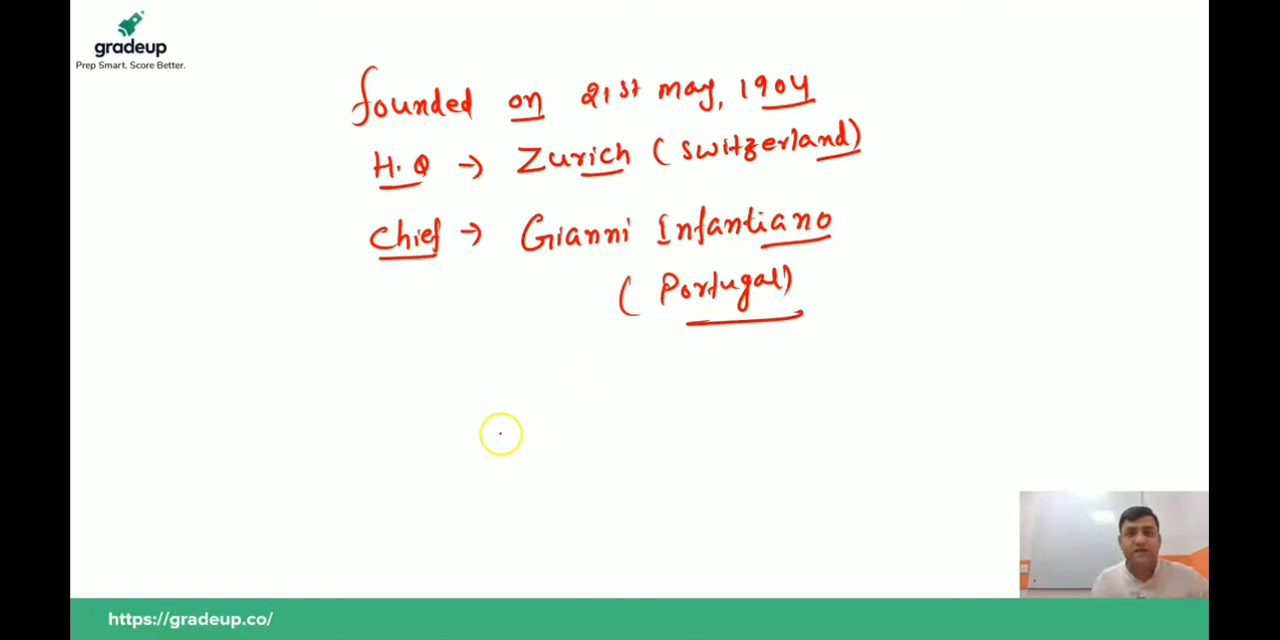 gradeup
Prep Smart. Score Better.
founded on 21st may, 1904
H.Q → Zurich (Switzerland)
Chief → Gianni Infantiano
(Portugal)
https://gradeup.co/